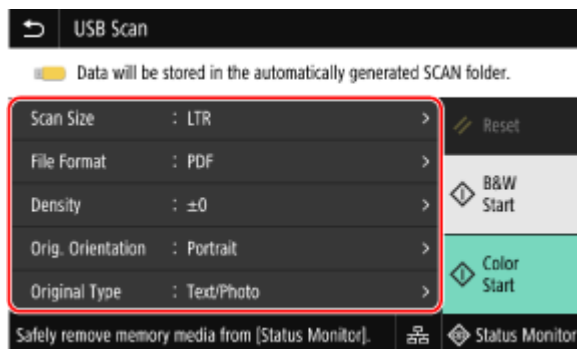 USB Scan
Data will be stored in the automatically generated SCAN folder.
Scan Size : LTR >
File Format : PDF >
Density : ±0 >
Orig. Orientation : Portrait >
Original Type : Text/Photo >
Reset
B&W
Start
Color
Start
Safely remove memory media from [Status Monitor].
Status Monitor